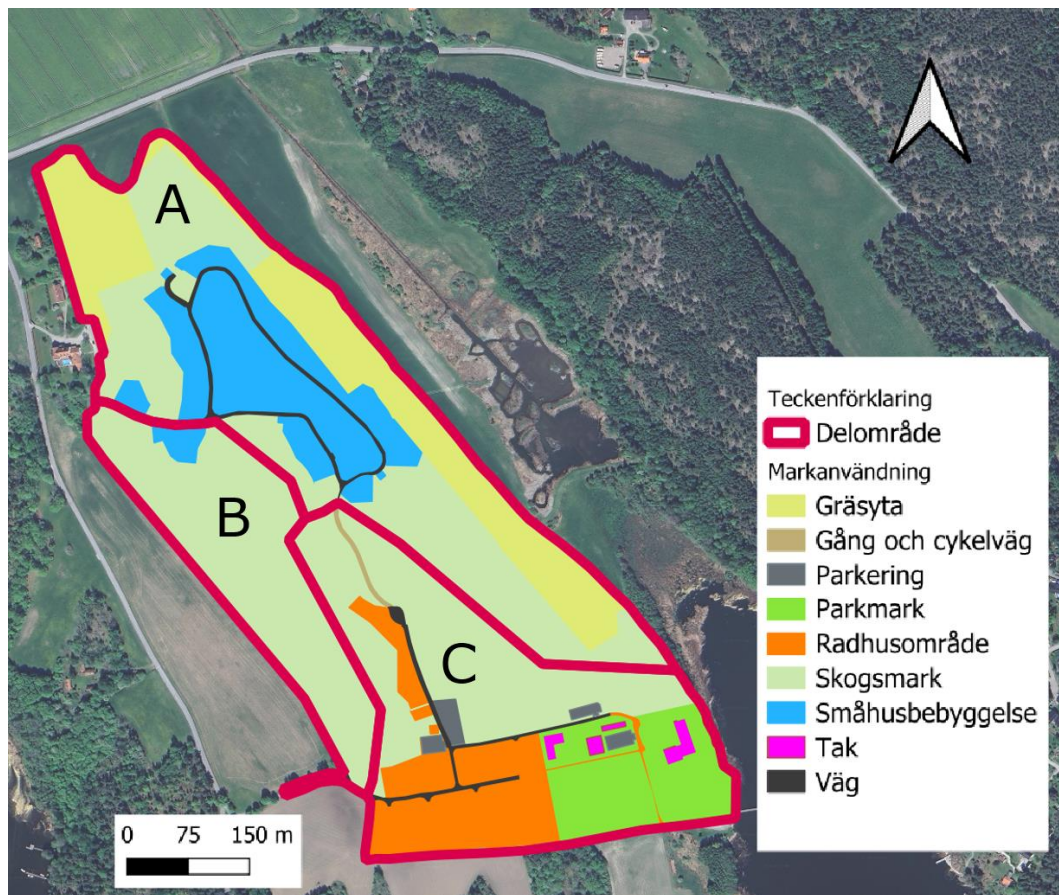 A
B
C
Teckenförklaring
Delområde
Markanvändning
Gräsyta
Gång och cykelväg
Parkering
Parkmark
Radhusområde
Skogsmark
Småhusbebyggelse
Tak
Väg
0 75 150 m